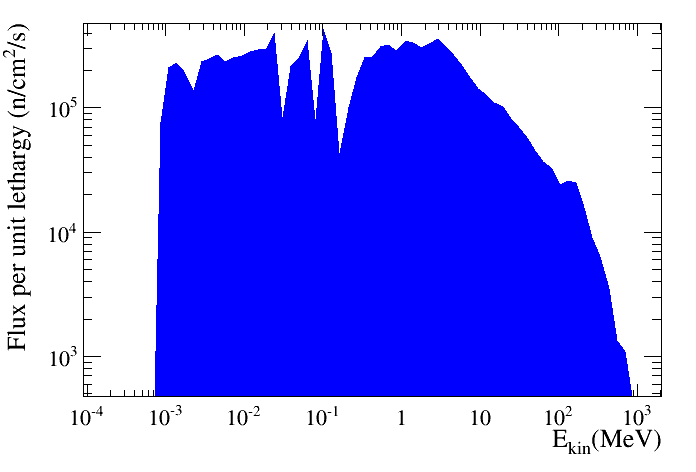 Flux per unit lethargy (n/cm²/s)
10⁵
10⁴
10³
10⁻⁴ 10⁻³ 10⁻² 10⁻¹ 1 10 10² 10³
E_kin(MeV)